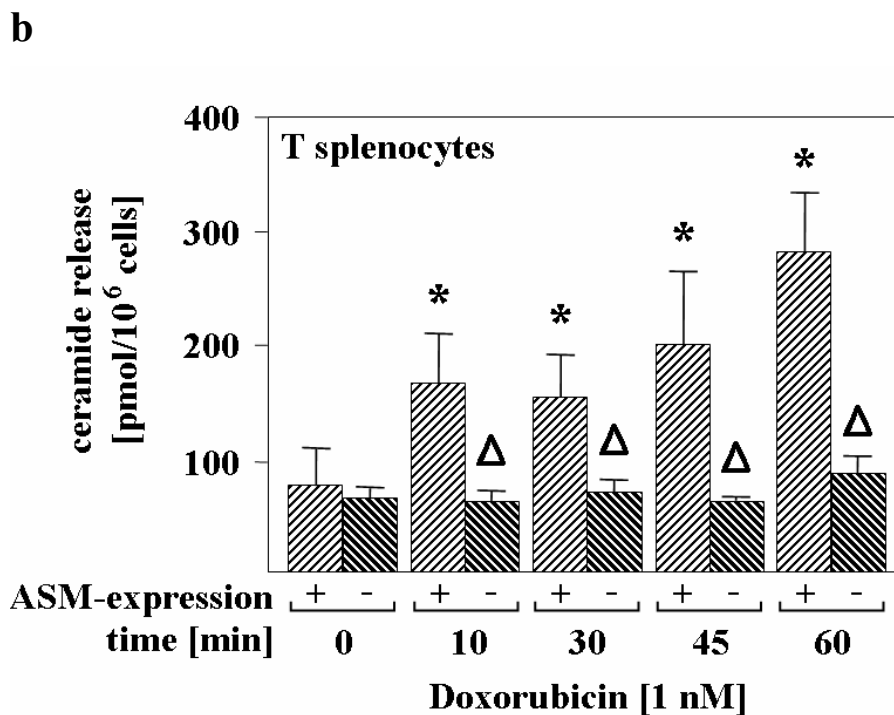 b
400
300
200
100
ceramide release
[pmol/10⁶ cells]
T splenocytes
* * * *
Δ Δ Δ Δ
ASM-expression + - + - + - + - + -
time [min] 0 10 30 45 60
Doxorubicin [1 nM]